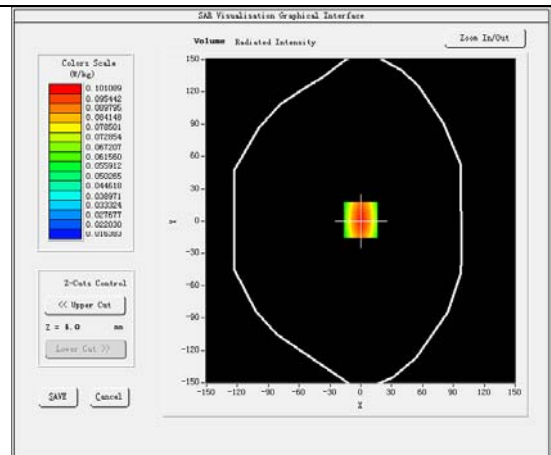 SAR Visualisation Graphical Interface
Volume Radiated Intensity
Zoom In/Out
Colors Scale
(W/kg)
0.101089
0.095442
0.089795
0.084148
0.078501
0.072854
0.067207
0.061560
0.055912
0.050265
0.044618
0.038971
0.033324
0.027677
0.022030
0.016383
Z-Cuts Control
<< Upper Cut
Z = 4.0 mm
Lower Cut >>
SAVE Cancel
150
120
90
60
30
0
-30
-60
-90
-120
-150
Y
-150 -120 -90 -60 -30 0 30 60 90 120 150
X